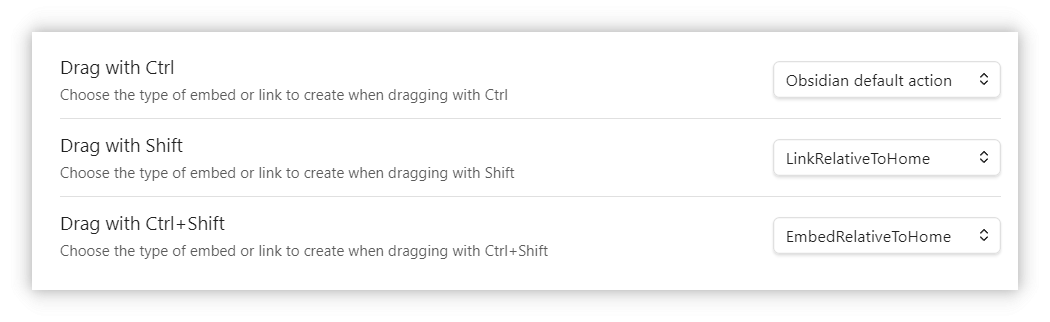 Drag with Ctrl
Choose the type of embed or link to create when dragging with Ctrl
Obsidian default action
Drag with Shift
Choose the type of embed or link to create when dragging with Shift
LinkRelativeToHome
Drag with Ctrl+Shift
Choose the type of embed or link to create when dragging with Ctrl+Shift
EmbedRelativeToHome